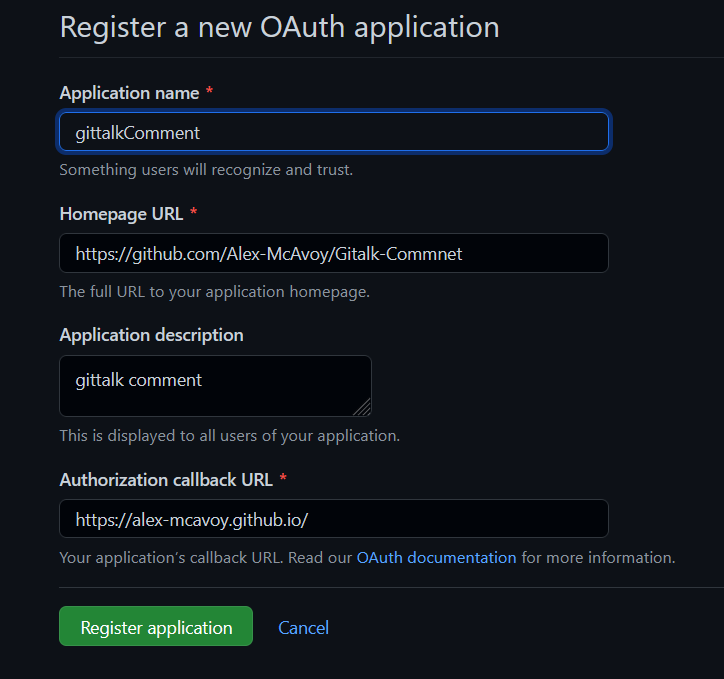 Register a new OAuth application
Application name *
gittalkComment
Something users will recognize and trust.
Homepage URL *
https://github.com/Alex-McAvoy/Gitalk-Commnet
The full URL to your application homepage.
Application description
gittalk comment
This is displayed to all users of your application.
Authorization callback URL *
https://alex-mcavoy.github.io/
Your application's callback URL. Read our OAuth documentation for more information.
Register application Cancel